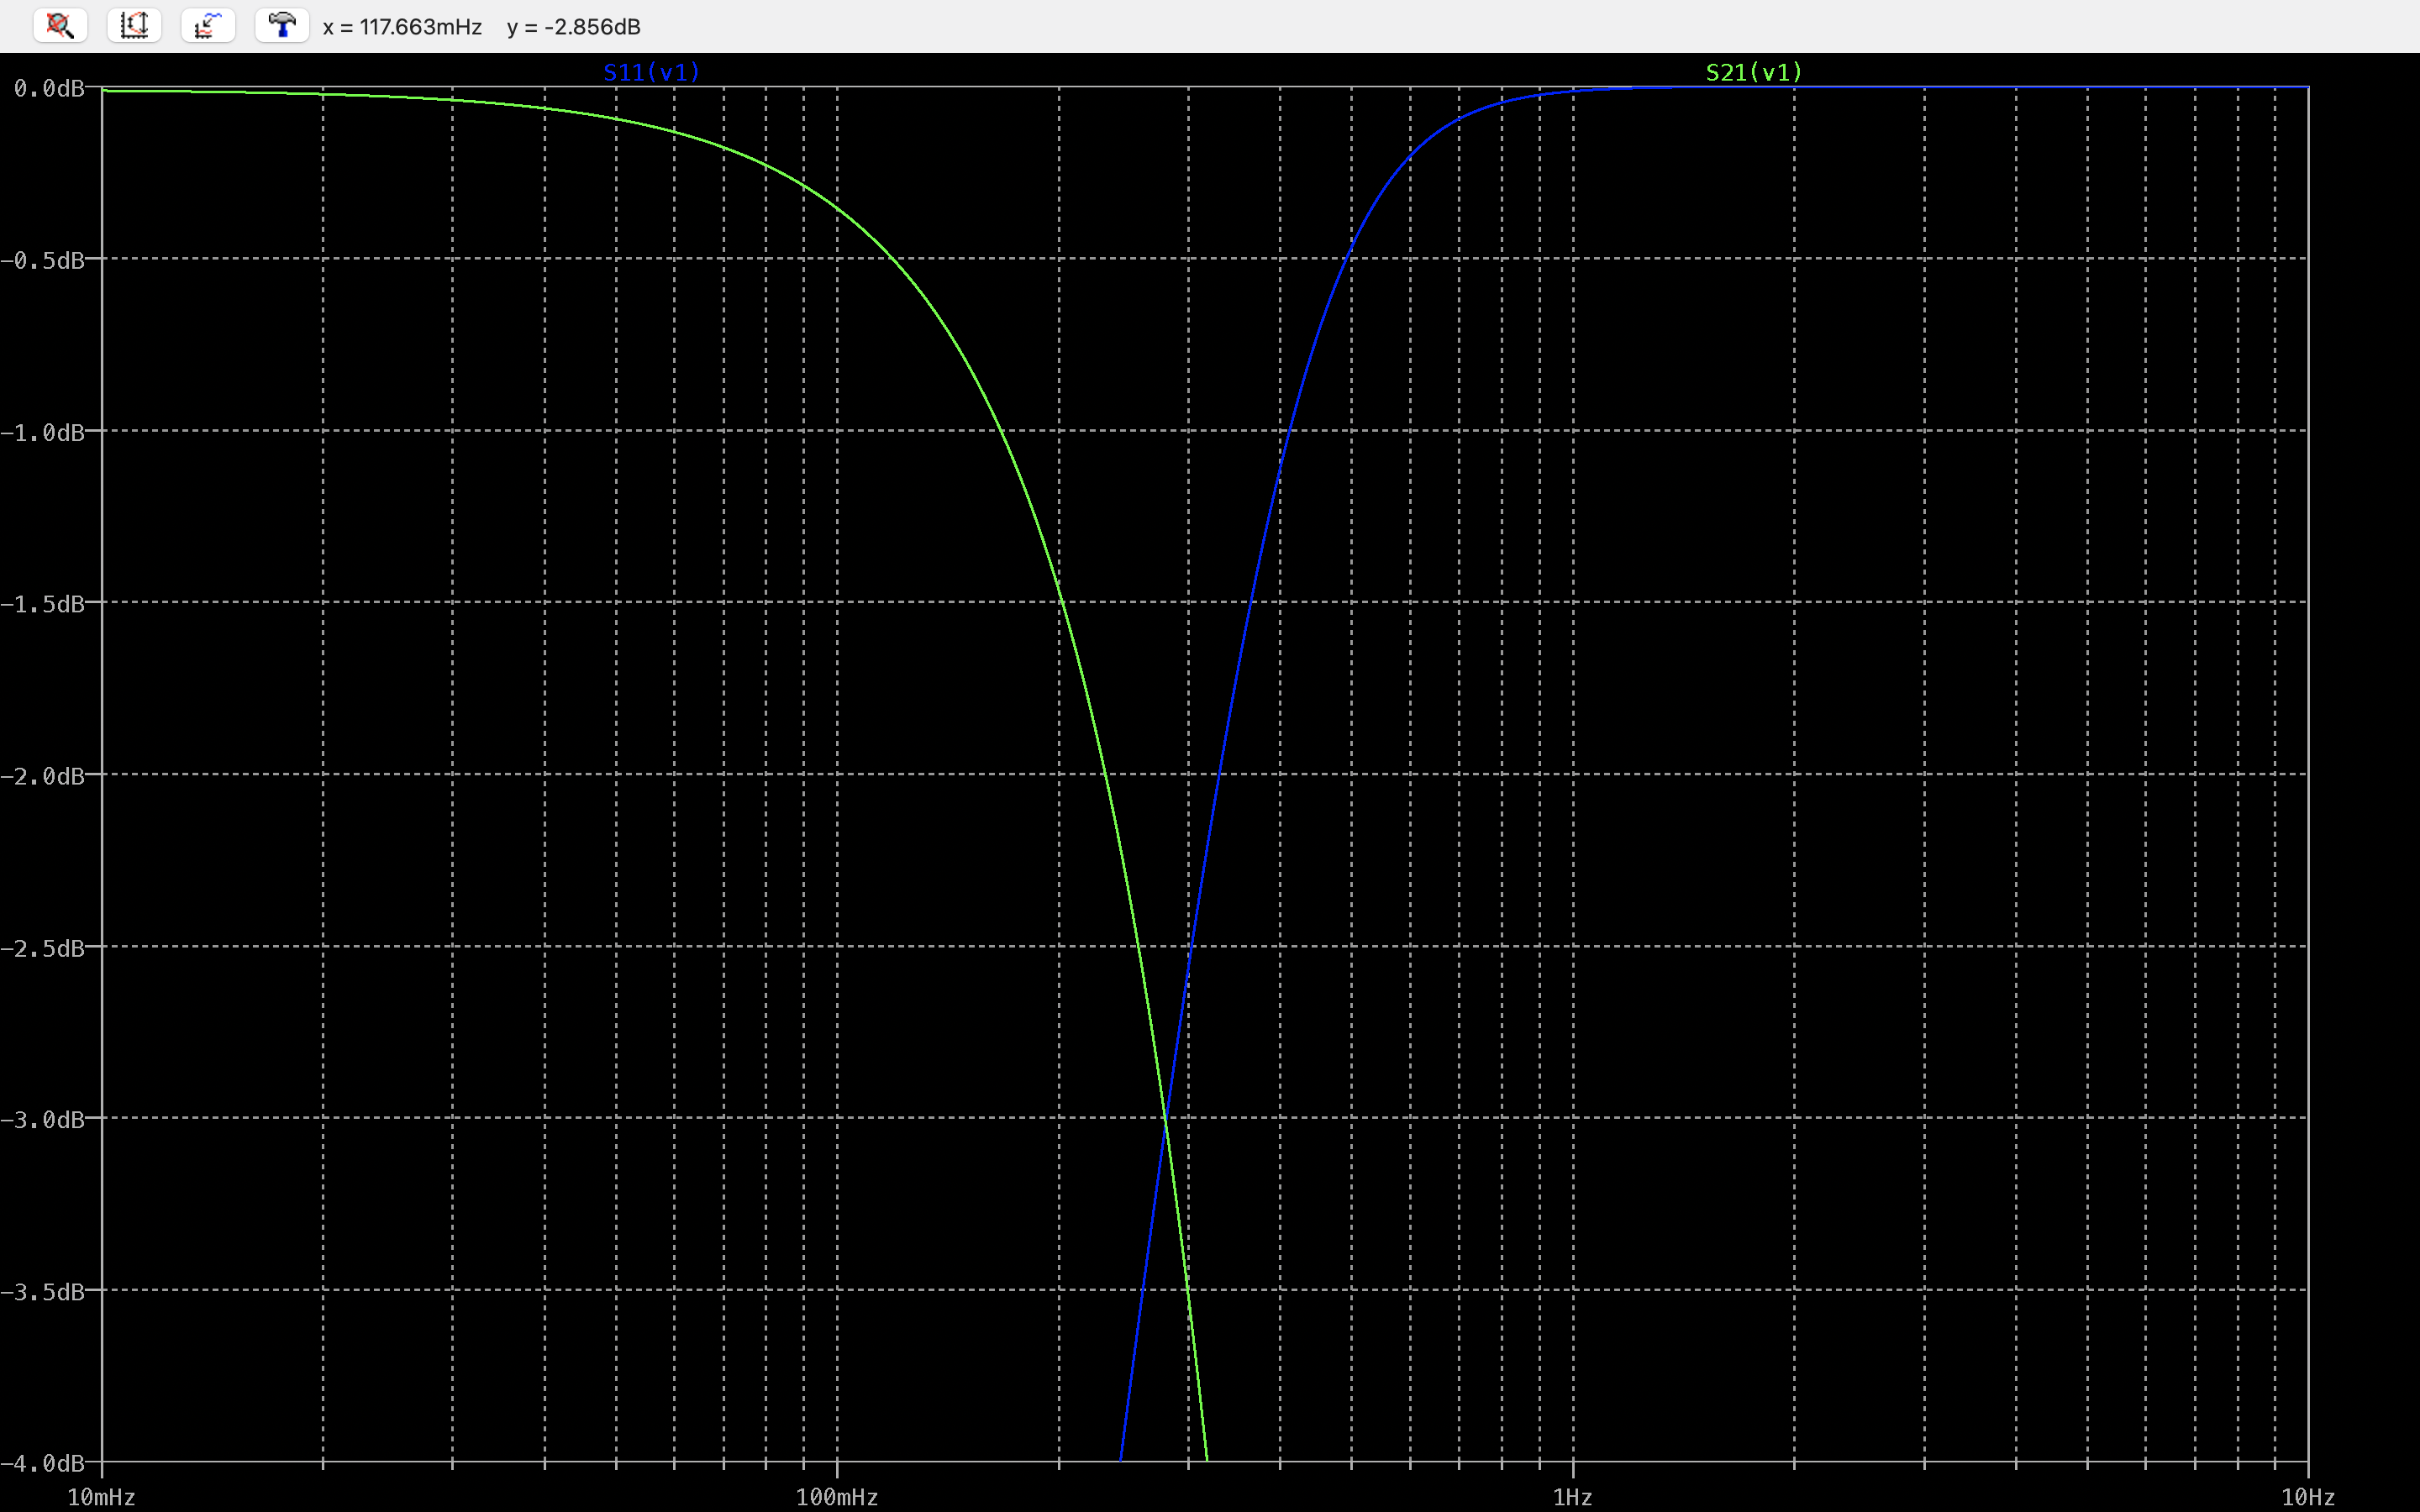 x = 117.663mHz    y = -2.856dB
S11(v1)    S21(v1)
0.0dB
-0.5dB
-1.0dB
-1.5dB
-2.0dB
-2.5dB
-3.0dB
-3.5dB
-4.0dB
10mHz    100mHz    1Hz    10Hz